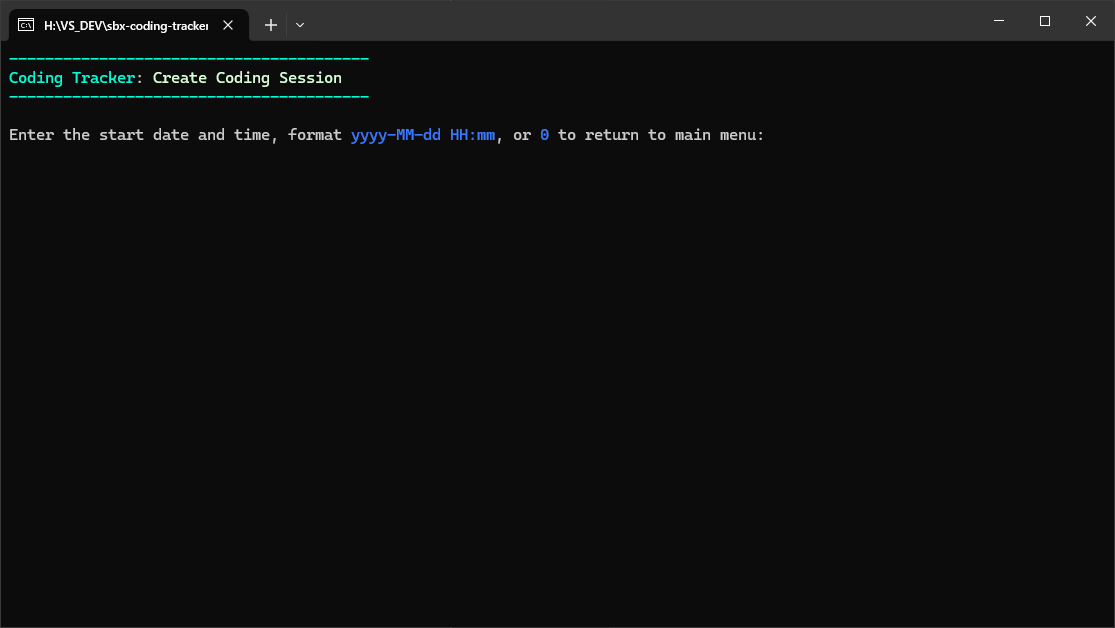 H:\VS_DEV\sbx-coding-tracker
----------------------------------------
Coding Tracker: Create Coding Session
----------------------------------------
Enter the start date and time, format yyyy-MM-dd HH:mm, or 0 to return to main menu: